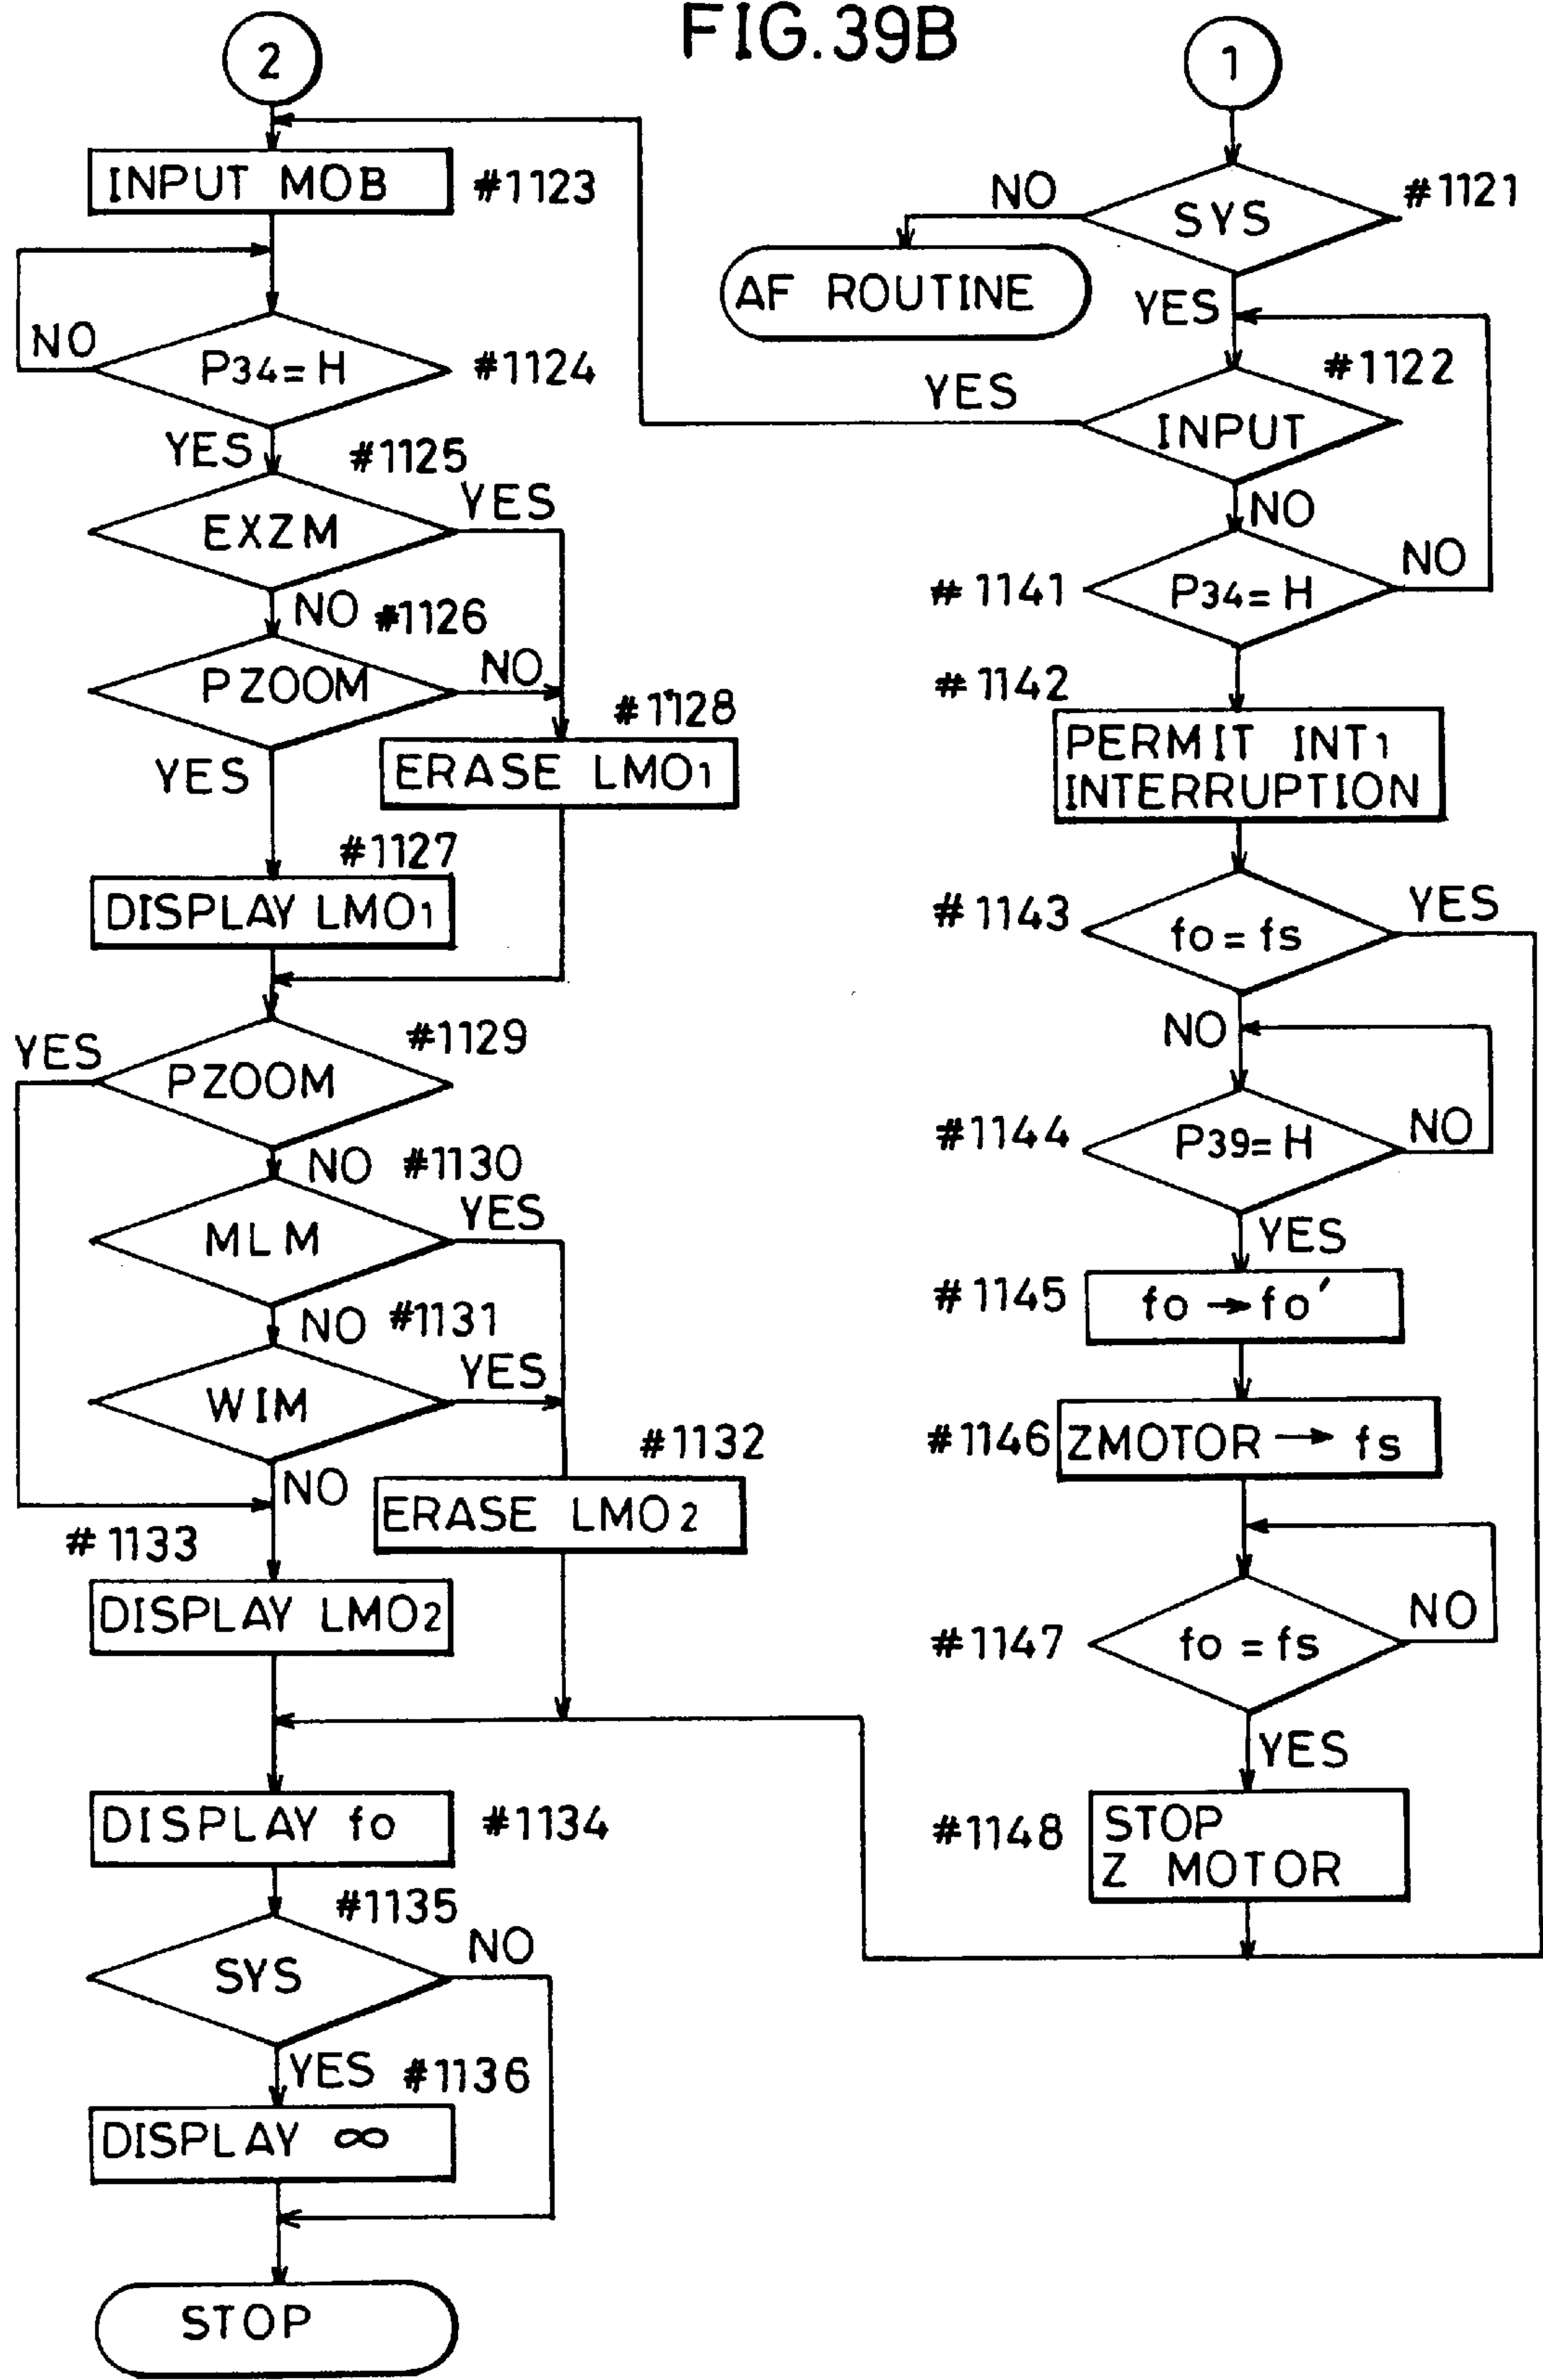 FIG.39B
2
INPUT MOB #1123
NO
P34=H #1124
YES
#1125
EXZM
YES
NO
#1126
PZOOM
NO
YES
#1128
ERASE LMO1
#1127
DISPLAY LMO1
#1129
YES
PZOOM
NO
#1130
MLM
YES
NO
#1131
WIM
YES
NO
#1132
ERASE LMO2
#1133
DISPLAY LMO2
DISPLAY fo #1134
#1135
SYS
NO
YES
#1136
DISPLAY ∞
STOP
1
NO
SYS
#1121
AF ROUTINE
YES
#1122
YES
INPUT
NO
#1141
P34=H
NO
#1142
PERMIT INT1
INTERRUPTION
#1143
fo=fs
YES
NO
#1144
P39=H
NO
YES
#1145
fo→fo′
#1146
ZMOTOR → fs
#1147
fo=fs
NO
YES
#1148
STOP
Z MOTOR